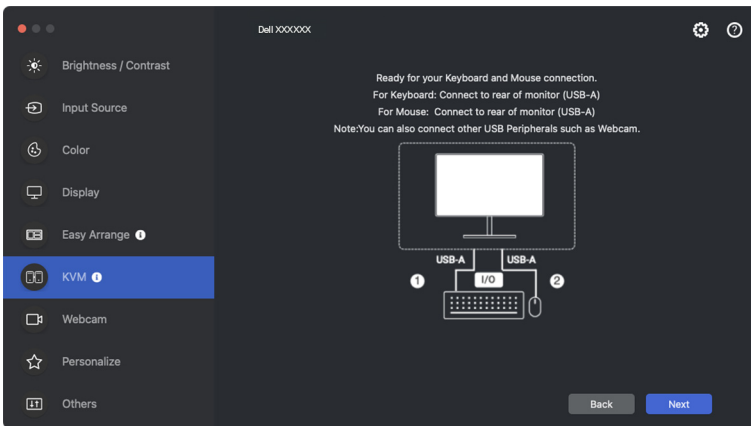 Dell XXXXXX
Brightness / Contrast
Input Source
Color
Display
Easy Arrange
KVM
Webcam
Personalize
Others
Ready for your Keyboard and Mouse connection.
For Keyboard: Connect to rear of monitor (USB-A)
For Mouse: Connect to rear of monitor (USB-A)
Note:You can also connect other USB Peripherals such as Webcam.
USB-A USB-A
1 I/O 2
Back Next